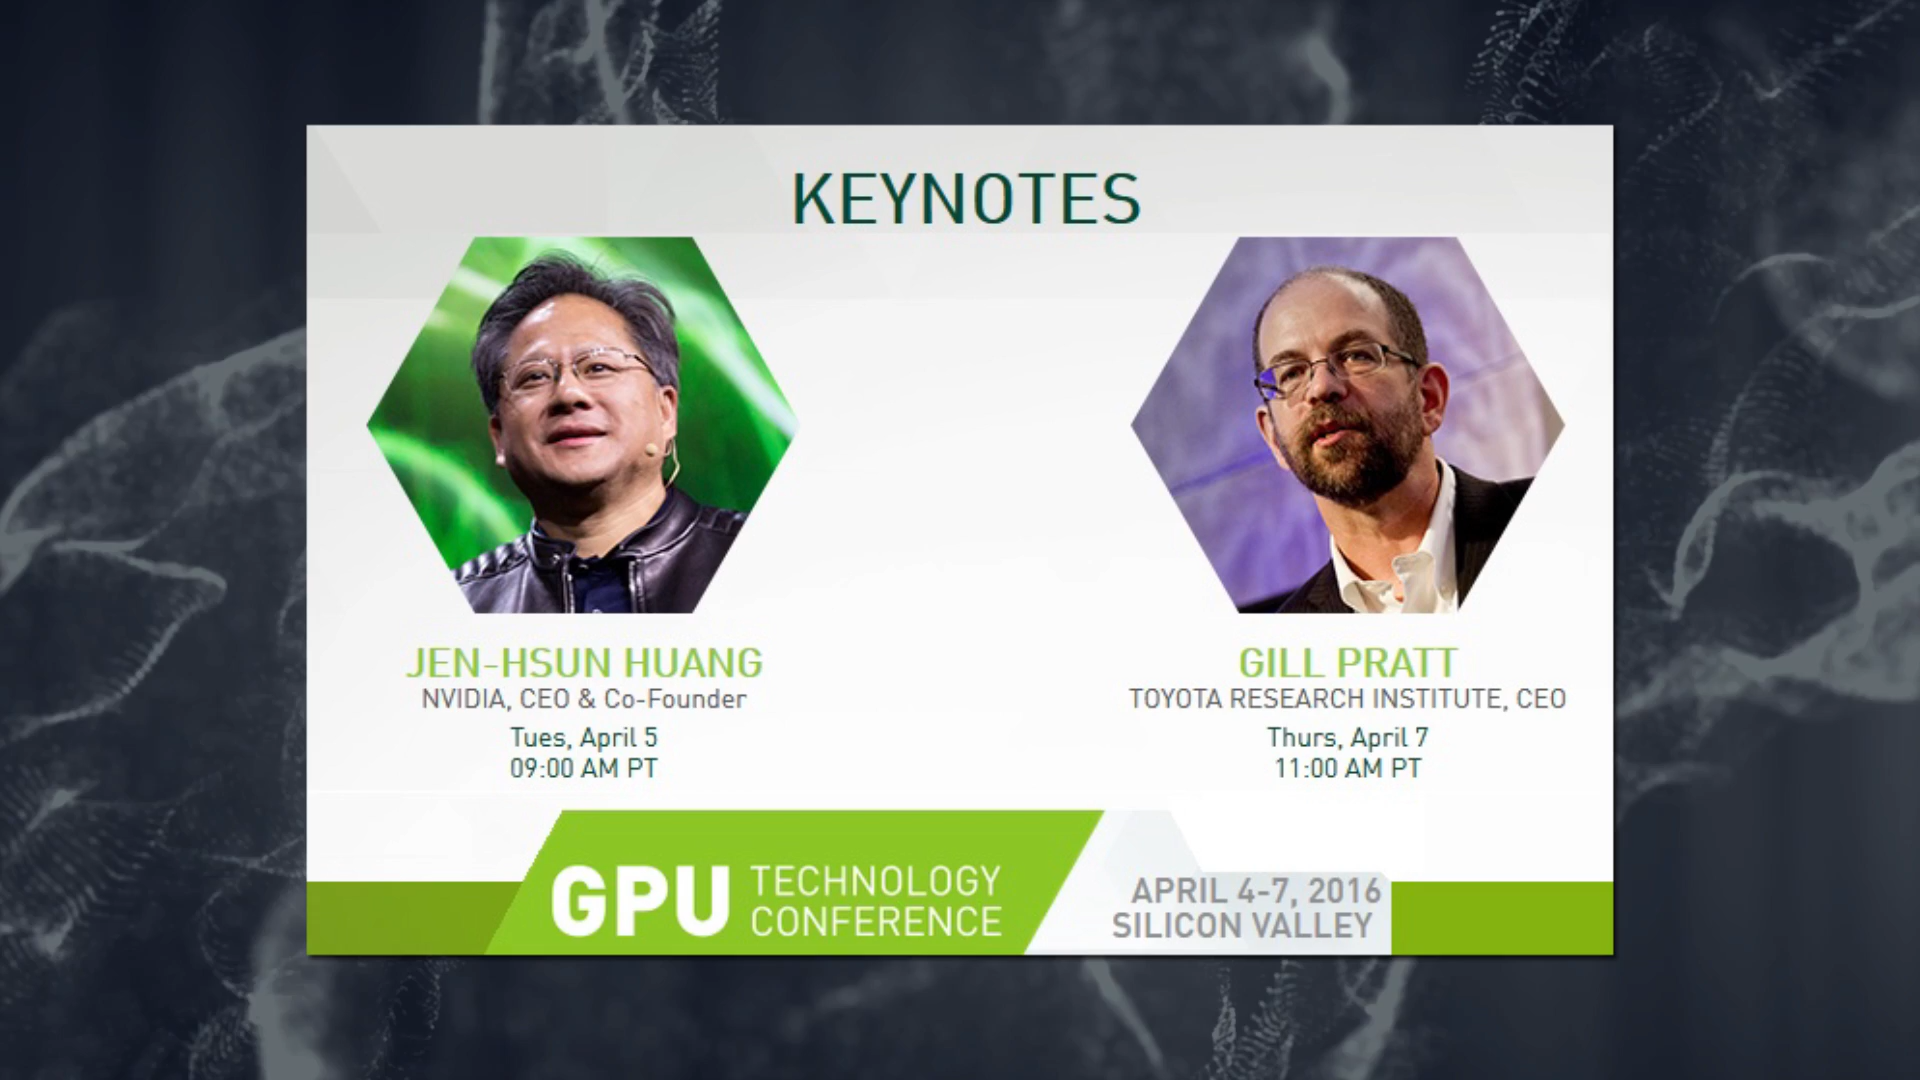 KEYNOTES
JEN-HSUN HUANG
NVIDIA, CEO & Co-Founder
Tues, April 5
09:00 AM PT
GILL PRATT
TOYOTA RESEARCH INSTITUTE, CEO
Thurs, April 7
11:00 AM PT
GPU TECHNOLOGY
CONFERENCE
APRIL 4-7, 2016
SILICON VALLEY